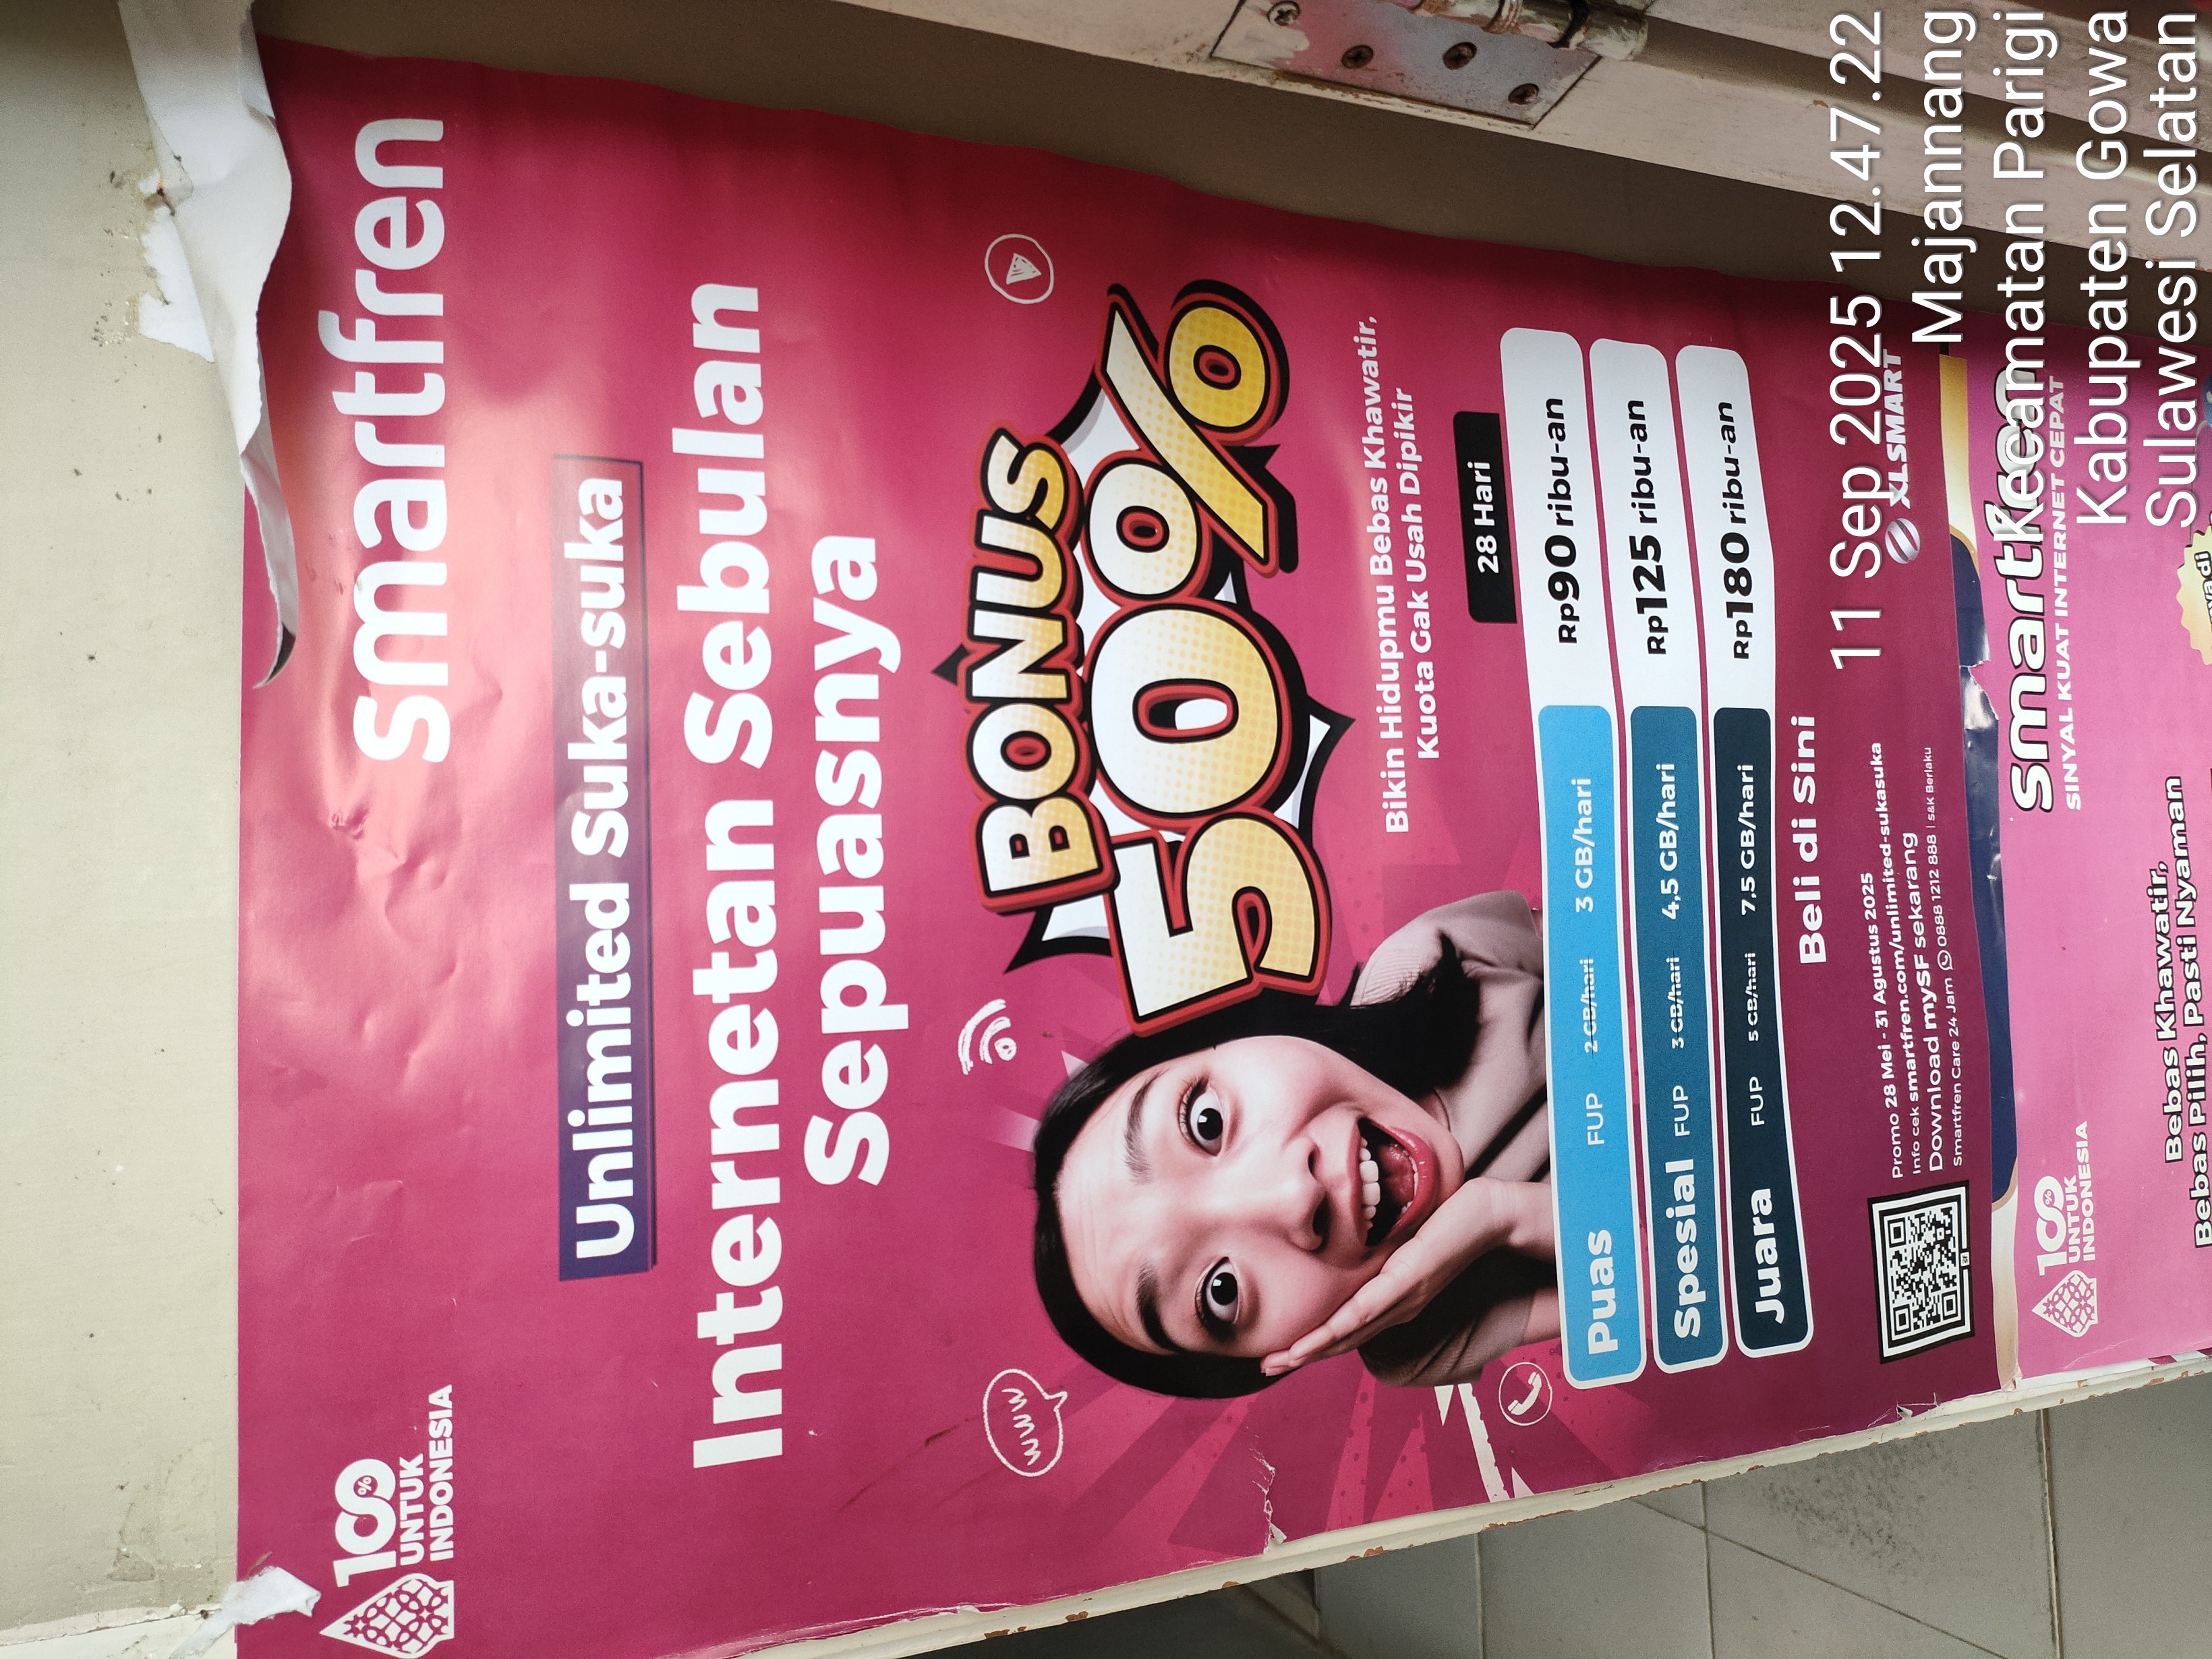 100% UNTUK INDONESIA
smartfren
Unlimited Suka-suka
Internetan Sebulan
Sepuasnya
BONUS
50%
www
Bikin Hidupmu Bebas Khawatir,
Kuota Gak Usah Dipikir
28 Hari
Puas FUP 2 GB/hari 3 GB/hari Rp90 ribu-an
Spesial FUP 3 GB/hari 4,5 GB/hari Rp125 ribu-an
Juara FUP 5 GB/hari 7.5 GB/hari Rp180 ribu-an
Beli di Sini
Promo 28 Mei - 31 Agustus 2025
Info cek smartfren.com/unlimited-sukasuka
Download mySF sekarang
Smartfren Care 24 Jam 0888 1212 888 | S&K Berlaku
XLSMART
100% UNTUK INDONESIA
smartfren
SINYAL KUAT INTERNET CEPAT
Bebas Khawatir,
Bebas Pilih, Pasti Nyaman
11 Sep 2025 12.47.22
Majannang
Kecamatan Parigi
Kabupaten Gowa
Sulawesi Selatan